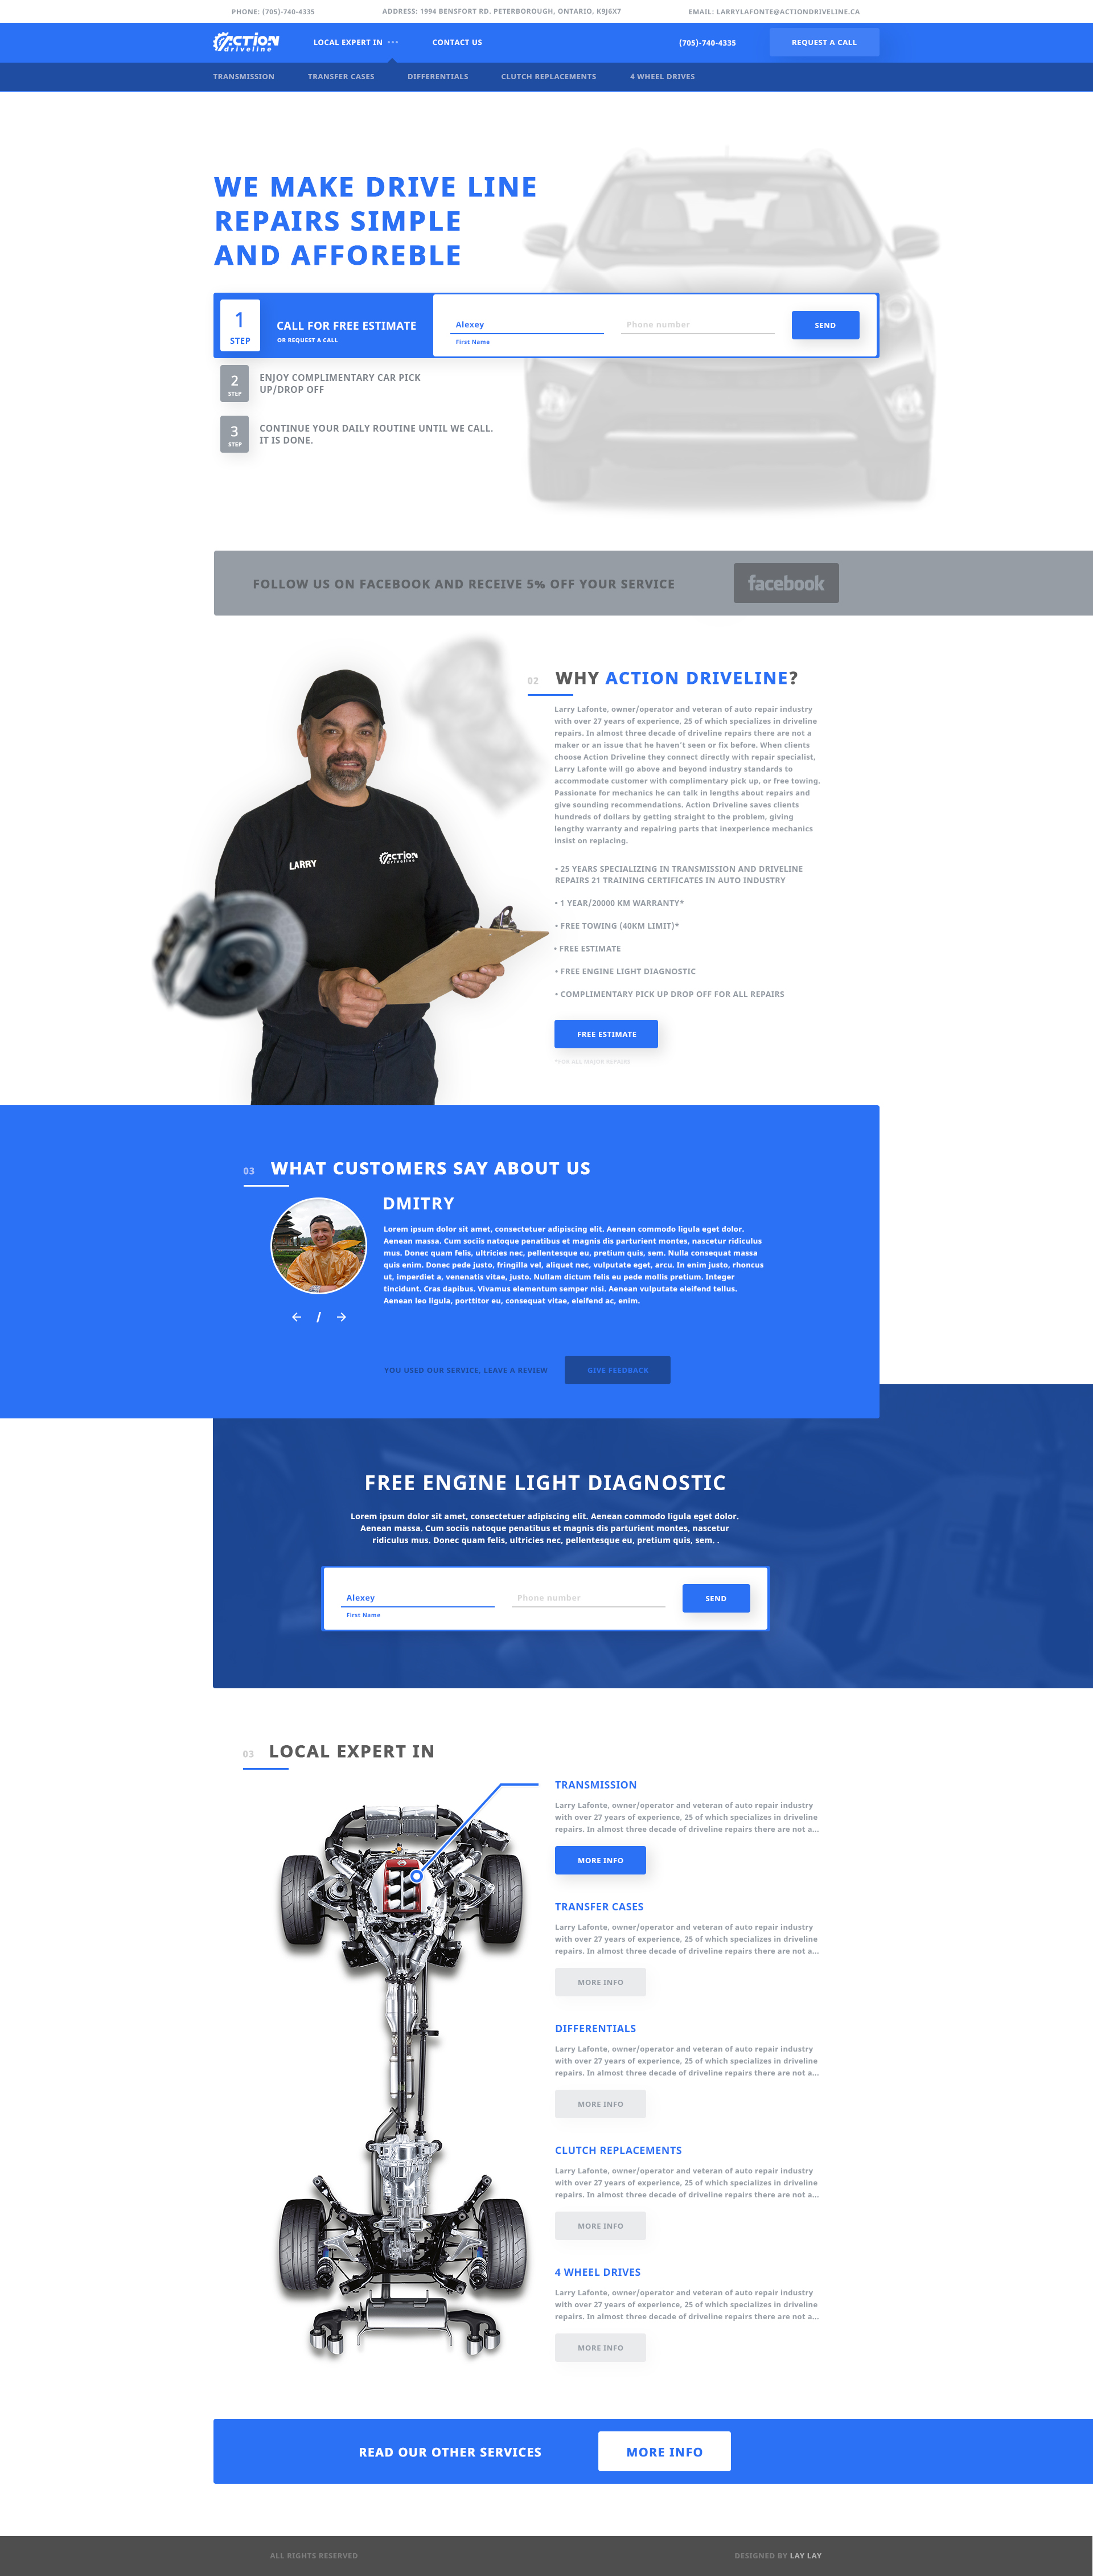 PHONE: (705)-740-4335
ADDRESS: 1994 BENSFORT RD. PETERBOROUGH, ONTARIO, K9J6X7
EMAIL: LARRYLAFONTE@ACTIONDRIVELINE.CA
ACTION
driveline
LOCAL EXPERT IN
CONTACT US
(705)-740-4335
REQUEST A CALL
TRANSMISSION
TRANSFER CASES
DIFFERENTIALS
CLUTCH REPLACEMENTS
4 WHEEL DRIVES
WE MAKE DRIVE LINE
REPAIRS SIMPLE
AND AFFOREBLE
1
STEP
CALL FOR FREE ESTIMATE
OR REQUEST A CALL
Alexey
First Name
Phone number
SEND
2
STEP
ENJOY COMPLIMENTARY CAR PICK
UP/DROP OFF
3
STEP
CONTINUE YOUR DAILY ROUTINE UNTIL WE CALL.
IT IS DONE.
FOLLOW US ON FACEBOOK AND RECEIVE 5% OFF YOUR SERVICE
facebook
LARRY
ACTION
driveline
02
WHY ACTION DRIVELINE?
Larry Lafonte, owner/operator and veteran of auto repair industry
with over 27 years of experience, 25 of which specializes in driveline
repairs. In almost three decade of driveline repairs there are not a
maker or an issue that he haven't seen or fix before. When clients
choose Action Driveline they connect directly with repair specialist,
Larry Lafonte will go above and beyond industry standards to
accommodate customer with complimentary pick up, or free towing.
Passionate for mechanics he can talk in lengths about repairs and
give sounding recommendations. Action Driveline saves clients
hundreds of dollars by getting straight to the problem, giving
lengthy warranty and repairing parts that inexperience mechanics
insist on replacing.
• 25 YEARS SPECIALIZING IN TRANSMISSION AND DRIVELINE
REPAIRS 21 TRAINING CERTIFICATES IN AUTO INDUSTRY
• 1 YEAR/20000 KM WARRANTY*
• FREE TOWING (40KM LIMIT)*
• FREE ESTIMATE
• FREE ENGINE LIGHT DIAGNOSTIC
• COMPLIMENTARY PICK UP DROP OFF FOR ALL REPAIRS
FREE ESTIMATE
*FOR ALL MAJOR REPAIRS
03
WHAT CUSTOMERS SAY ABOUT US
DMITRY
Lorem ipsum dolor sit amet, consectetuer adipiscing elit. Aenean commodo ligula eget dolor.
Aenean massa. Cum sociis natoque penatibus et magnis dis parturient montes, nascetur ridiculus
mus. Donec quam felis, ultricies nec, pellentesque eu, pretium quis, sem. Nulla consequat massa
quis enim. Donec pede justo, fringilla vel, aliquet nec, vulputate eget, arcu. In enim justo, rhoncus
ut, imperdiet a, venenatis vitae, justo. Nullam dictum felis eu pede mollis pretium. Integer
tincidunt. Cras dapibus. Vivamus elementum semper nisi. Aenean vulputate eleifend tellus.
Aenean leo ligula, porttitor eu, consequat vitae, eleifend ac, enim.
/
YOU USED OUR SERVICE, LEAVE A REVIEW
GIVE FEEDBACK
FREE ENGINE LIGHT DIAGNOSTIC
Lorem ipsum dolor sit amet, consectetuer adipiscing elit. Aenean commodo ligula eget dolor.
Aenean massa. Cum sociis natoque penatibus et magnis dis parturient montes, nascetur
ridiculus mus. Donec quam felis, ultricies nec, pellentesque eu, pretium quis, sem. .
Alexey
First Name
Phone number
SEND
03
LOCAL EXPERT IN
TRANSMISSION
Larry Lafonte, owner/operator and veteran of auto repair industry
with over 27 years of experience, 25 of which specializes in driveline
repairs. In almost three decade of driveline repairs there are not a...
MORE INFO
TRANSFER CASES
Larry Lafonte, owner/operator and veteran of auto repair industry
with over 27 years of experience, 25 of which specializes in driveline
repairs. In almost three decade of driveline repairs there are not a...
MORE INFO
DIFFERENTIALS
Larry Lafonte, owner/operator and veteran of auto repair industry
with over 27 years of experience, 25 of which specializes in driveline
repairs. In almost three decade of driveline repairs there are not a...
MORE INFO
CLUTCH REPLACEMENTS
Larry Lafonte, owner/operator and veteran of auto repair industry
with over 27 years of experience, 25 of which specializes in driveline
repairs. In almost three decade of driveline repairs there are not a...
MORE INFO
4 WHEEL DRIVES
Larry Lafonte, owner/operator and veteran of auto repair industry
with over 27 years of experience, 25 of which specializes in driveline
repairs. In almost three decade of driveline repairs there are not a...
MORE INFO
READ OUR OTHER SERVICES
MORE INFO
ALL RIGHTS RESERVED
DESIGNED BY LAY LAY